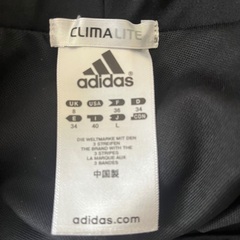 CLIMALITE
adidas
UK USA F D
8 S 36 34
E I J CDN
34 40 L
DIE WELTMARKE MIT DEN
3 STREIFEN
THE BRAND WITH THE
3 STRIPES
LA MARQUE AUX
3 BANDES
中国製
adidas.com